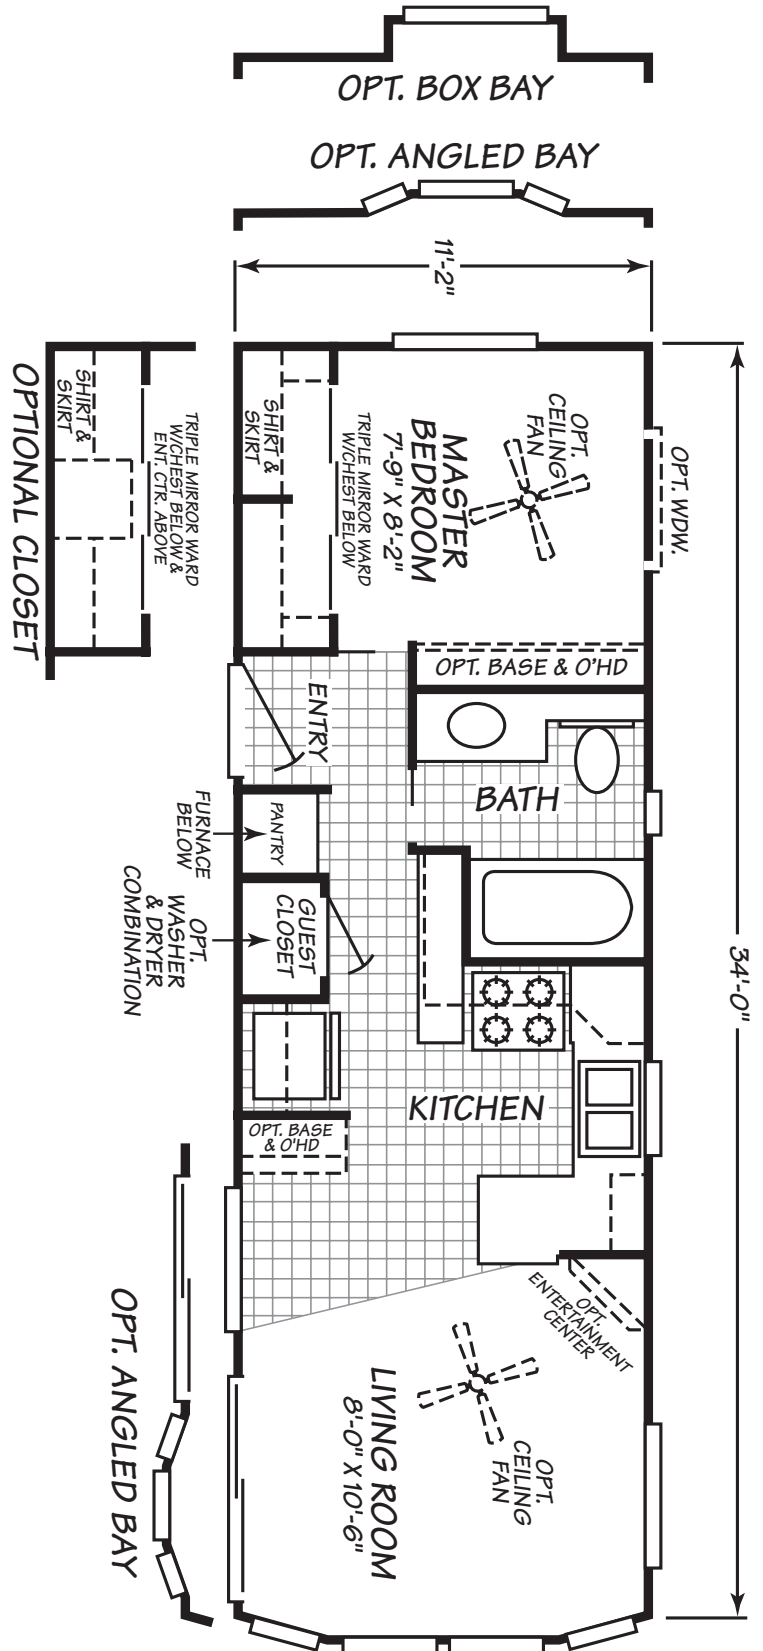 OPT. BOX BAY
OPT. ANGLED BAY
11'-2"
OPTIONAL CLOSET
SHIRT &
SKIRT
TRIPLE MIRROR WARD
W/CHEST BELOW &
ENT. CTR. ABOVE
SHIRT &
SKIRT
TRIPLE MIRROR WARD
W/CHEST BELOW
MASTER
BEDROOM
7'-9" X 8'-2"
OPT.
CEILING
FAN
OPT. WDW.
OPT. BASE & O'HD
ENTRY
BATH
FURNACE
BELOW
PANTRY
OPT.
WASHER
& DRYER
COMBINATION
GUEST
CLOSET
34'-0"
KITCHEN
OPT. BASE
& O'HD
OPT.
ENTERTAINMENT
CENTER
OPT. ANGLED BAY
LIVING ROOM
8'-0" X 10'-6"
OPT.
CEILING
FAN